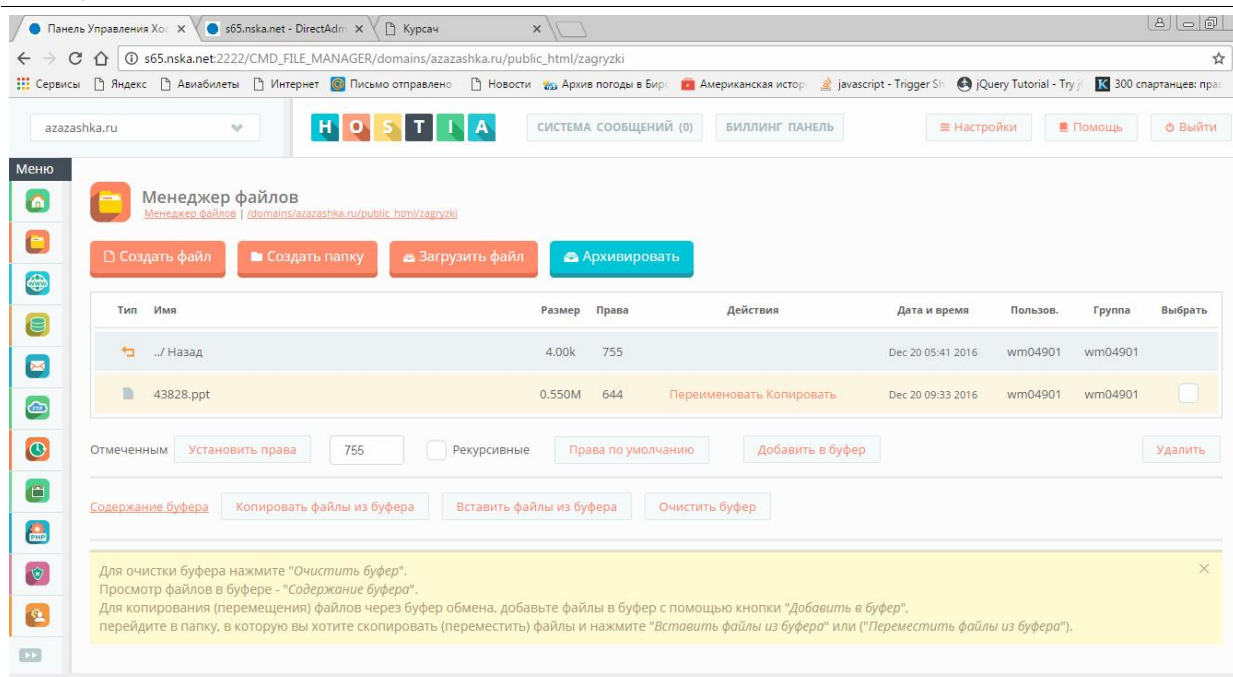 Панель Управления Хос
s65.nska.net - DirectAdm
Курсач
s65.nska.net:2222/CMD_FILE_MANAGER/domains/azazashka.ru/public_html/zagryzki
Сервисы Яндекс Авиабилеты Интернет Письмо отправлено Новости Архив погоды в Бирс Американская истор javascript - Trigger Sh jQuery Tutorial - Try j 300 спартанцев: прав
azazashka.ru HOSTIA СИСТЕМА СООБЩЕНИЙ (0) БИЛЛИНГ ПАНЕЛЬ Настройки Помощь Выйти
Меню
Менеджер файлов
Менеджер файлов | /domains/azazashka.ru/public_html/zagryzki
Создать файл Создать папку Загрузить файл Архивировать
Тип Имя Размер Права Действия Дата и время Пользов. Группа Выбрать
../ Назад 4.00k 755 Dec 20 05:41 2016 wm04901 wm04901
43828.ppt 0.550M 644 Переименовать Копировать Dec 20 09:33 2016 wm04901 wm04901
Отмеченным Установить права 755 Рекурсивные Права по умолчанию Добавить в буфер Удалить
Содержание буфера Копировать файлы из буфера Вставить файлы из буфера Очистить буфер
Для очистки буфера нажмите "Очистить буфер".
Просмотр файлов в буфере - "Содержание буфера".
Для копирования (перемещения) файлов через буфер обмена, добавьте файлы в буфер с помощью кнопки "Добавить в буфер",
перейдите в папку, в которую вы хотите скопировать (переместить) файлы и нажмите "Вставить файлы из буфера" или ("Переместить файлы из буфера").